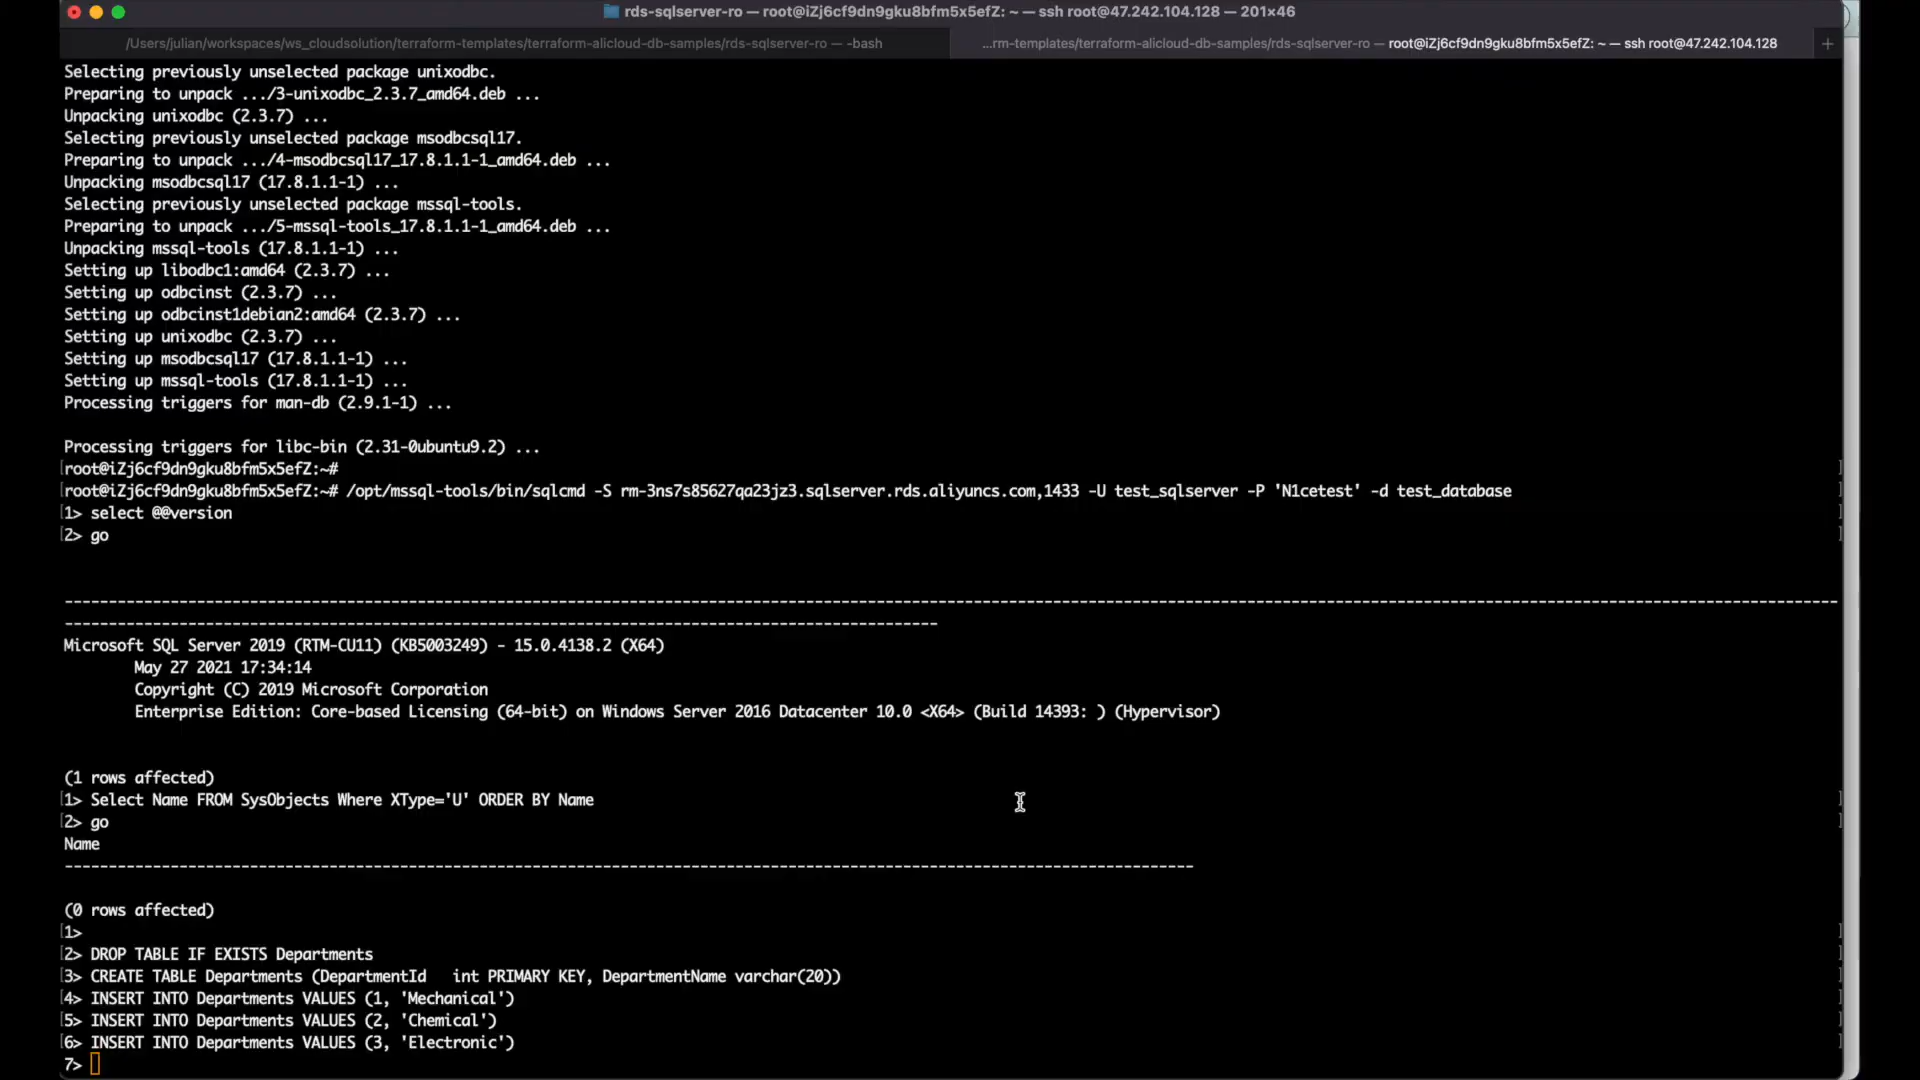 rds-sqlserver-ro — root@iZj6cf9dn9gku8bfm5x5efZ: ~ — ssh root@47.242.104.128 — 201×46
/Users/julian/workspaces/ws_cloudsolution/terraform-templates/terraform-alicloud-db-samples/rds-sqlserver-ro — -bash
...rm-templates/terraform-alicloud-db-samples/rds-sqlserver-ro — root@iZj6cf9dn9gku8bfm5x5efZ: ~ — ssh root@47.242.104.128 +
Selecting previously unselected package unixodbc.
Preparing to unpack .../3-unixodbc_2.3.7_amd64.deb ...
Unpacking unixodbc (2.3.7) ...
Selecting previously unselected package msodbcsql17.
Preparing to unpack .../4-msodbcsql17_17.8.1.1-1_amd64.deb ...
Unpacking msodbcsql17 (17.8.1.1-1) ...
Selecting previously unselected package mssql-tools.
Preparing to unpack .../5-mssql-tools_17.8.1.1-1_amd64.deb ...
Unpacking mssql-tools (17.8.1.1-1) ...
Setting up libodbc1:amd64 (2.3.7) ...
Setting up odbcinst (2.3.7) ...
Setting up odbcinst1debian2:amd64 (2.3.7) ...
Setting up unixodbc (2.3.7) ...
Setting up msodbcsql17 (17.8.1.1-1) ...
Setting up mssql-tools (17.8.1.1-1) ...
Processing triggers for man-db (2.9.1-1) ...
Processing triggers for libc-bin (2.31-0ubuntu9.2) ...
[root@iZj6cf9dn9gku8bfm5x5efZ:~# ]
[root@iZj6cf9dn9gku8bfm5x5efZ:~# /opt/mssql-tools/bin/sqlcmd -S rm-3ns7s85627qa23jz3.sqlserver.rds.aliyuncs.com,1433 -U test_sqlserver -P 'N1cetest' -d test_database ]
[1> select @@version ]
[2> go ]
--------------------------------------------------------------------------------------------------------------------------------------------------------------------------------------------------------
---------------------------------------------------------------------------------------------------
Microsoft SQL Server 2019 (RTM-CU11) (KB5003249) - 15.0.4138.2 (X64)
May 27 2021 17:34:14
Copyright (C) 2019 Microsoft Corporation
Enterprise Edition: Core-based Licensing (64-bit) on Windows Server 2016 Datacenter 10.0 <X64> (Build 14393: ) (Hypervisor)
(1 rows affected)
[1> Select Name FROM SysObjects Where XType='U' ORDER BY Name ]
[2> go ]
Name
--------------------------------------------------------------------------------------------------------------------------------
(0 rows affected)
[1> ]
[2> DROP TABLE IF EXISTS Departments ]
[3> CREATE TABLE Departments (DepartmentId   int PRIMARY KEY, DepartmentName varchar(20)) ]
[4> INSERT INTO Departments VALUES (1, 'Mechanical') ]
[5> INSERT INTO Departments VALUES (2, 'Chemical') ]
[6> INSERT INTO Departments VALUES (3, 'Electronic') ]
7>